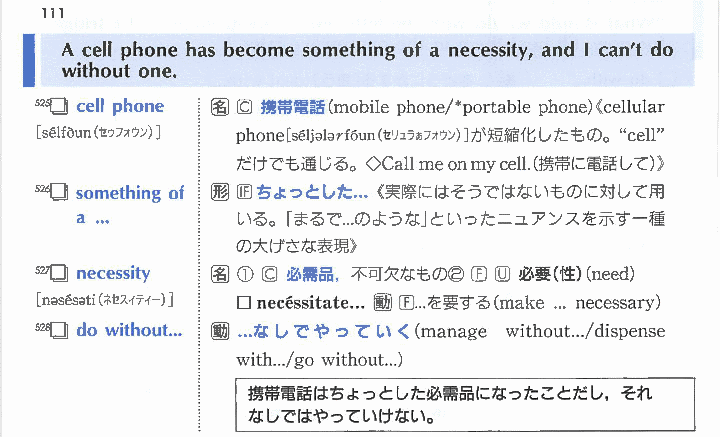 111
A cell phone has become something of a necessity, and I can't do
without one.
525□ cell phone
[sélfòun(セゥフォウン)]
名 Ⓒ 携帯電話(mobile phone/*portable phone)《cellular
phone[séljələrfóun(セリュラぁフォウン)]が短縮化したもの。“cell”
だけでも通じる。◇Call me on my cell.(携帯に電話して)》
526□ something of
a ...
形 Ⓕ ちょっとした…《実際にはそうではないものに対して用
いる。「まるで…のような」といったニュアンスを示す一種
の大げさな表現》
527□ necessity
[nəsésəti(ネセスィティー)]
名 ① Ⓒ 必需品，不可欠なもの② Ⓕ Ⓤ 必要(性)(need)
□ necéssitate... 動 Ⓕ…を要する(make ... necessary)
528□ do without...
動 …なしでやっていく(manage without.../dispense
with.../go without...)
携帯電話はちょっとした必需品になったことだし，それ
なしではやっていけない。